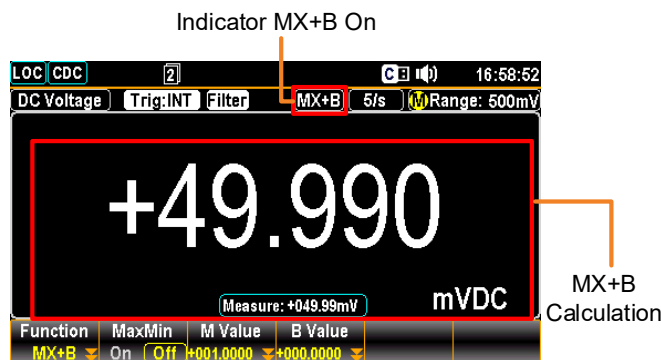 Indicator MX+B On
LOC CDC 2 C 16:58:52
DC Voltage Trig:INT Filter MX+B 5/s M Range: 500mV
+49.990
Measure: +049.99mV mVDC
MX+B
Calculation
Function MaxMin M Value B Value
MX+B On Off +001.0000 +000.0000